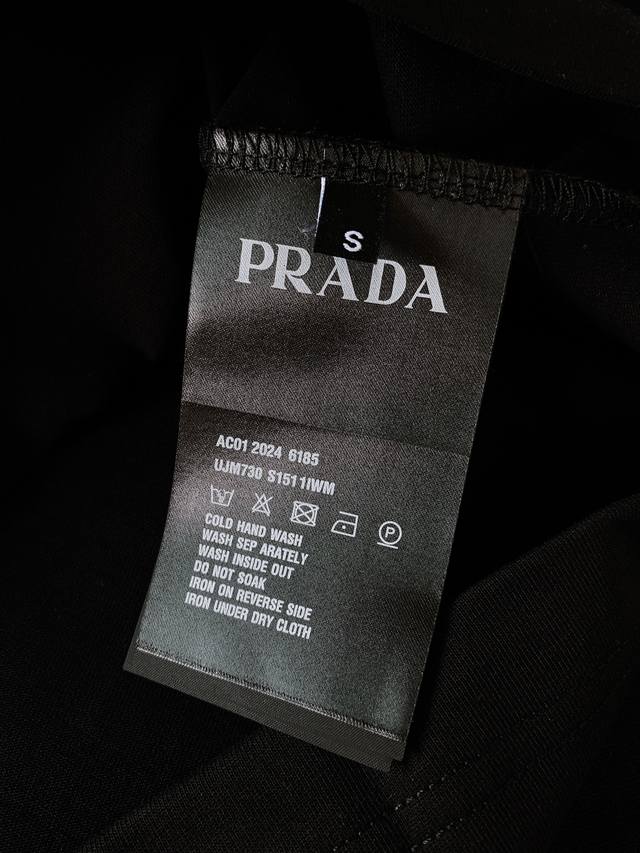 S
PRADA
AC01 2024 6185
UJM730 S151 1IWM
P
COLD HAND WASH
WASH SEP ARATELY
WASH INSIDE OUT
DO NOT SOAK
IRON ON REVERSE SIDE
IRON UNDER DRY CLOTH